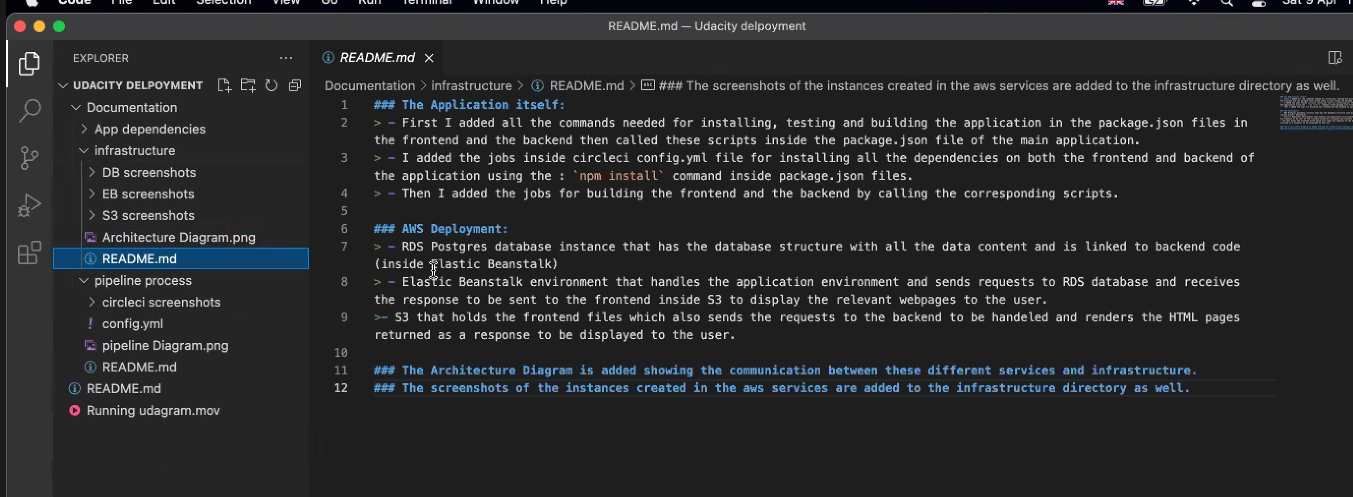 Code File Edit Selection View Go Run Terminal Window Help Sat 9 Apr
README.md — Udacity delpoyment
EXPLORER
README.md
UDACITY DELPOYMENT
Documentation > infrastructure > README.md > ### The screenshots of the instances created in the aws services are added to the infrastructure directory as well.
Documentation
App dependencies
infrastructure
DB screenshots
EB screenshots
S3 screenshots
Architecture Diagram.png
README.md
pipeline process
circleci screenshots
config.yml
pipeline Diagram.png
README.md
README.md
Running udagram.mov
1 ### The Application itself:
2 > - First I added all the commands needed for installing, testing and building the application in the package.json files in
the frontend and the backend then called these scripts inside the package.json file of the main application.
3 > - I added the jobs inside circleci config.yml file for installing all the dependencies on both the frontend and backend of
the application using the : `npm install` command inside package.json files.
4 > - Then I added the jobs for building the frontend and the backend by calling the corresponding scripts.
5
6 ### AWS Deployment:
7 > - RDS Postgres database instance that has the database structure with all the data content and is linked to backend code
(inside Elastic Beanstalk)
8 > - Elastic Beanstalk environment that handles the application environment and sends requests to RDS database and receives
the response to be sent to the frontend inside S3 to display the relevant webpages to the user.
9 >- S3 that holds the frontend files which also sends the requests to the backend to be handeled and renders the HTML pages
returned as a response to be displayed to the user.
10
11 ### The Architecture Diagram is added showing the communication between these different services and infrastructure.
12 ### The screenshots of the instances created in the aws services are added to the infrastructure directory as well.